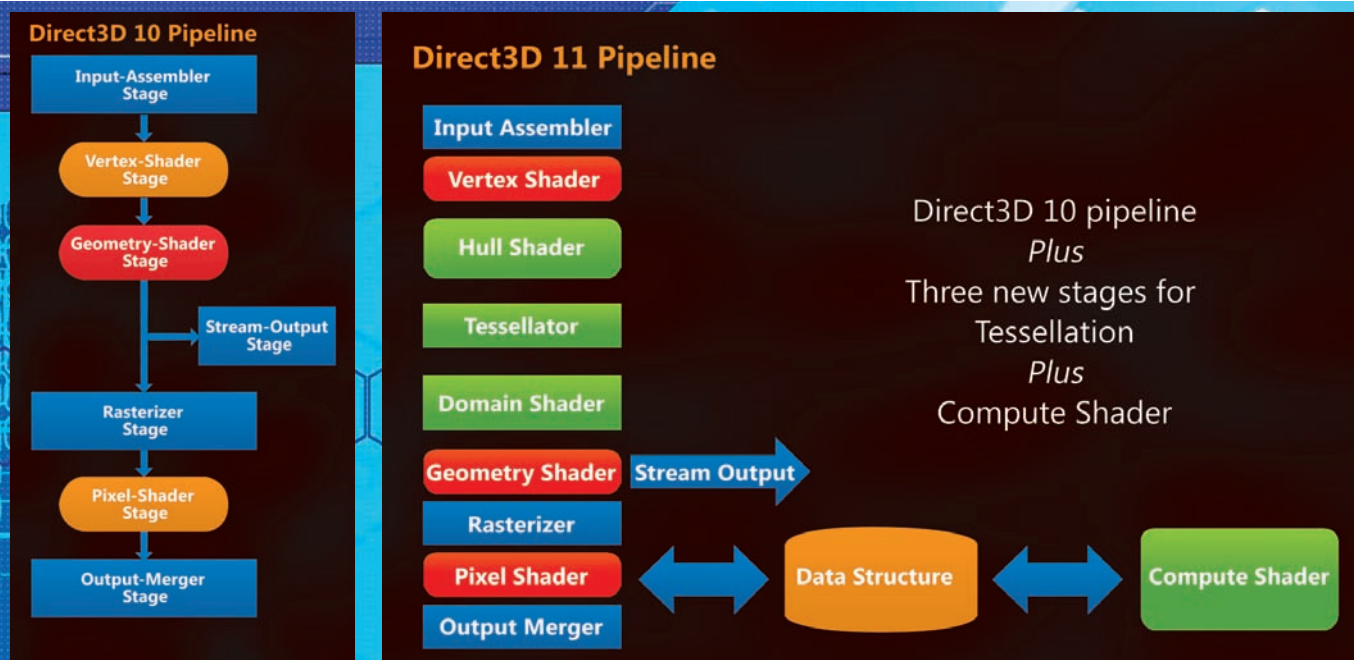 Direct3D 10 Pipeline
Input-Assembler
Stage
Vertex-Shader
Stage
Geometry-Shader
Stage
Stream-Output
Stage
Rasterizer
Stage
Pixel-Shader
Stage
Output-Merger
Stage
Direct3D 11 Pipeline
Input Assembler
Vertex Shader
Hull Shader
Tessellator
Domain Shader
Geometry Shader
Stream Output
Rasterizer
Pixel Shader
Data Structure
Compute Shader
Output Merger
Direct3D 10 pipeline
Plus
Three new stages for
Tessellation
Plus
Compute Shader